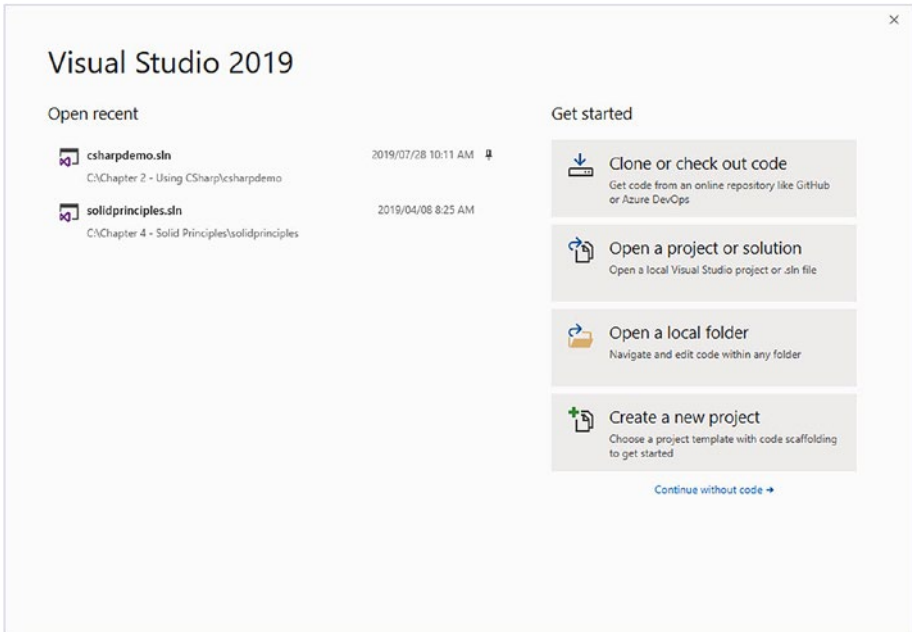 Visual Studio 2019
Open recent
csharpdemo.sln 2019/07/28 10:11 AM
C:\Chapter 2 - Using CSharp\csharpdemo
solidprinciples.sln 2019/04/08 8:25 AM
C:\Chapter 4 - Solid Principles\solidprinciples
Get started
Clone or check out code
Get code from an online repository like GitHub
or Azure DevOps
Open a project or solution
Open a local Visual Studio project or .sln file
Open a local folder
Navigate and edit code within any folder
Create a new project
Choose a project template with code scaffolding
to get started
Continue without code →